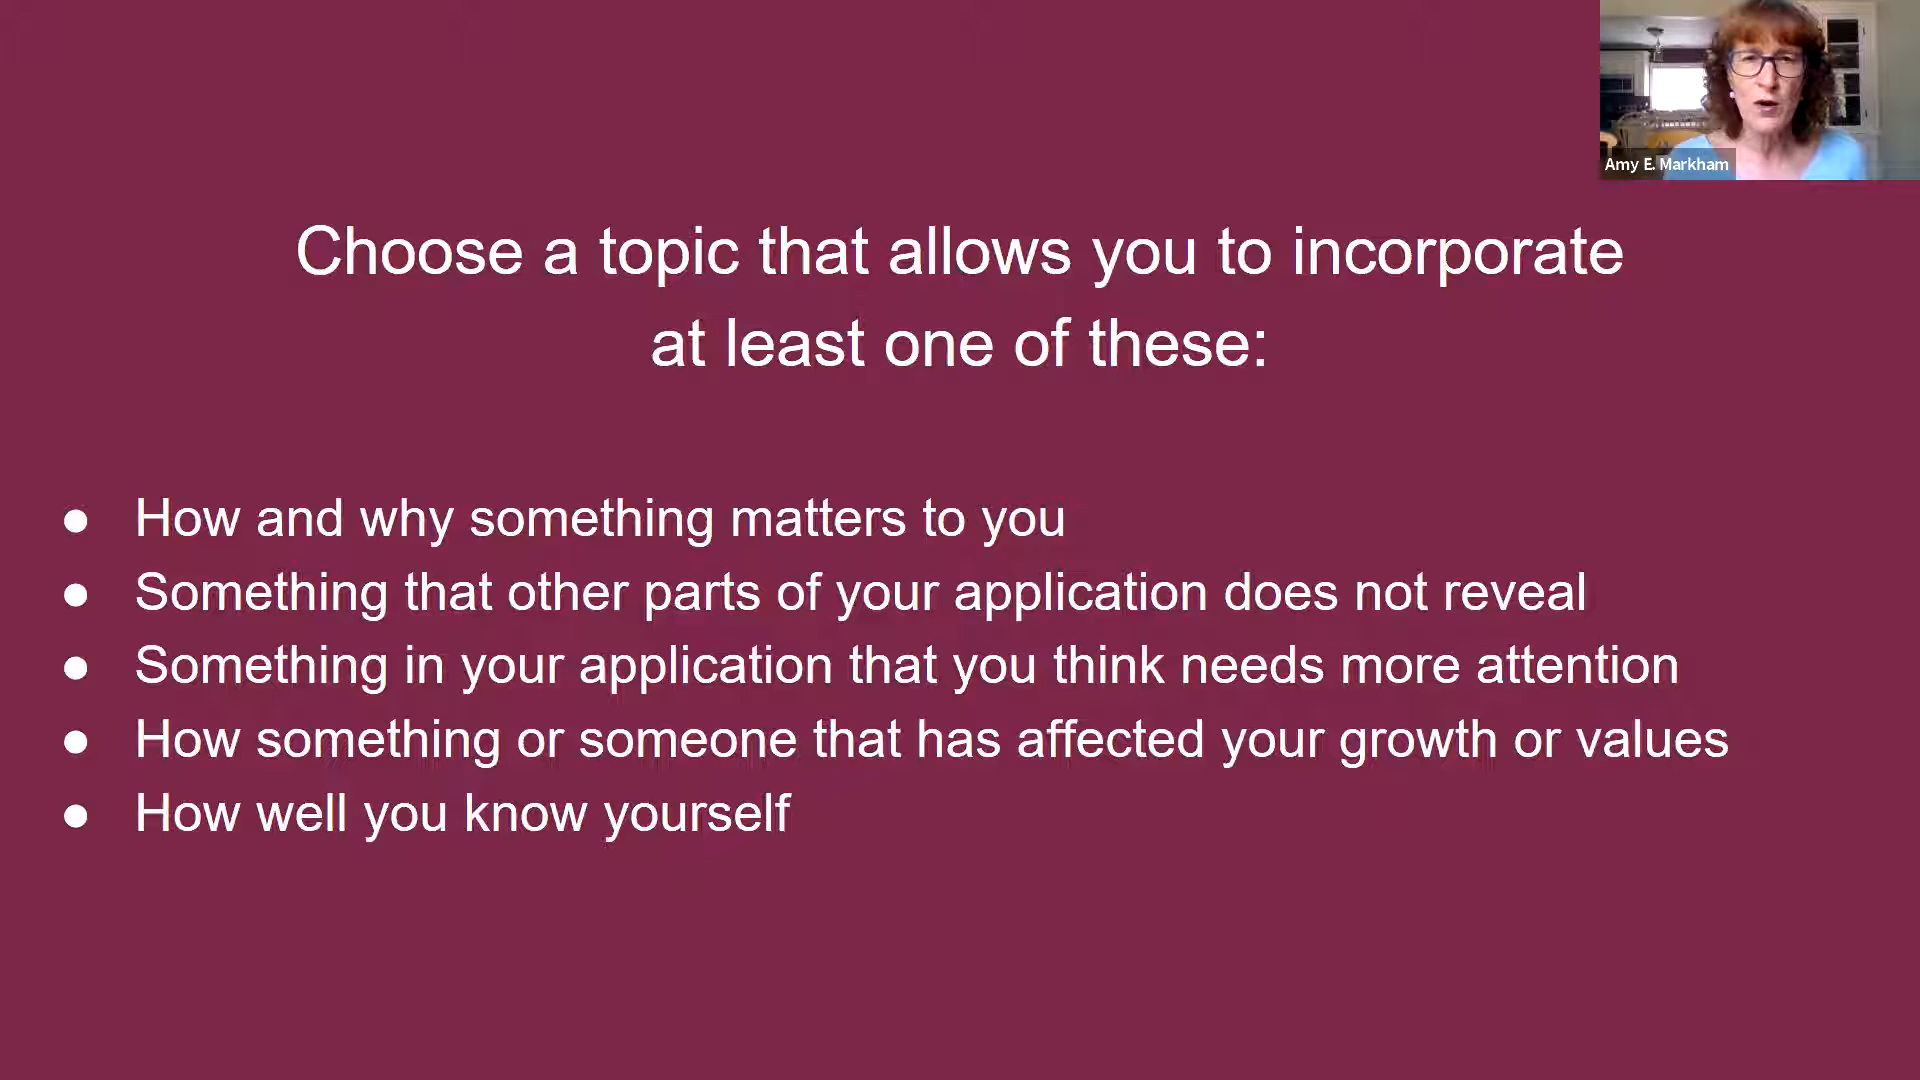 Amy E. Markham
Choose a topic that allows you to incorporate
at least one of these:
● How and why something matters to you
● Something that other parts of your application does not reveal
● Something in your application that you think needs more attention
● How something or someone that has affected your growth or values
● How well you know yourself